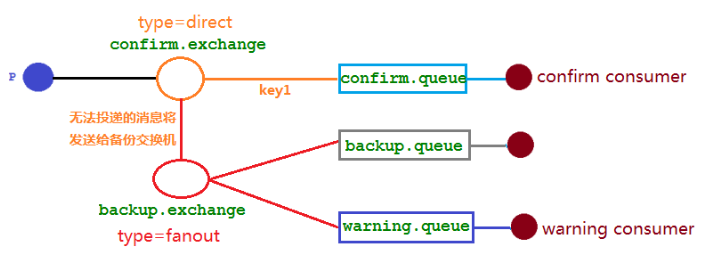 type=direct
confirm.exchange
P
key1
confirm.queue
confirm consumer
无法投递的消息将
发送给备份交换机
backup.queue
backup.exchange
type=fanout
warning.queue
warning consumer